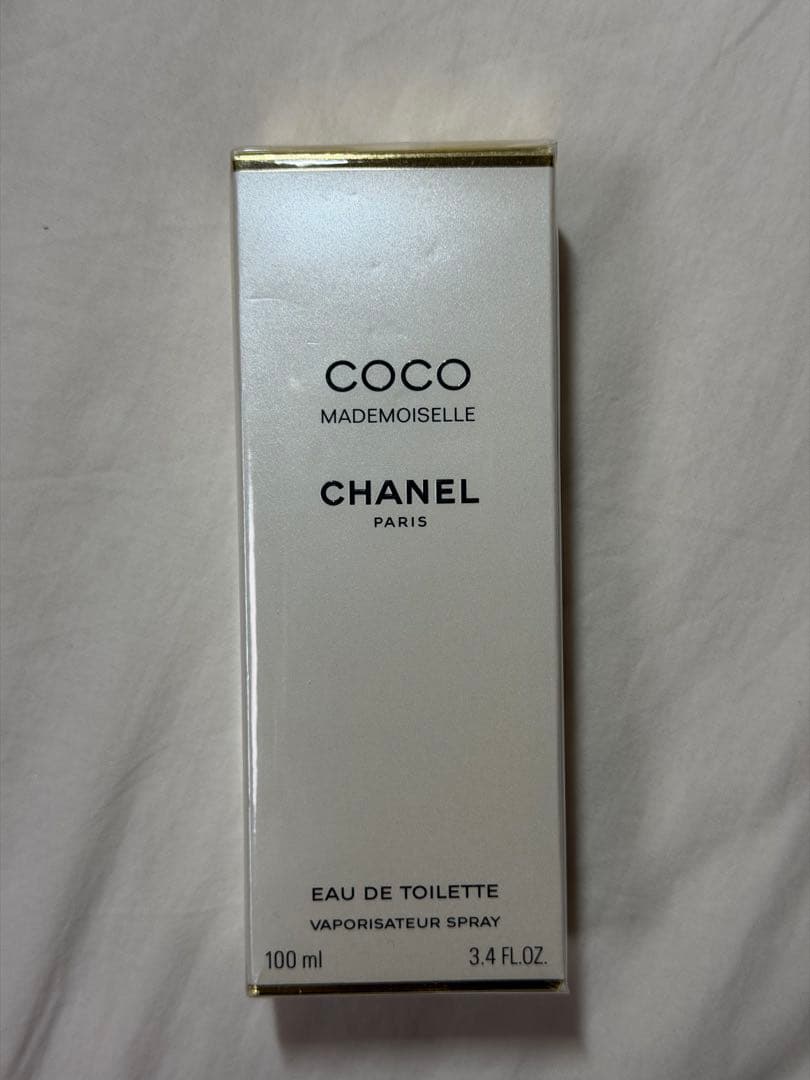 COCO
MADEMOISELLE
CHANEL
PARIS
EAU DE TOILETTE
VAPORISATEUR SPRAY
100 ml 3.4 FL.OZ.